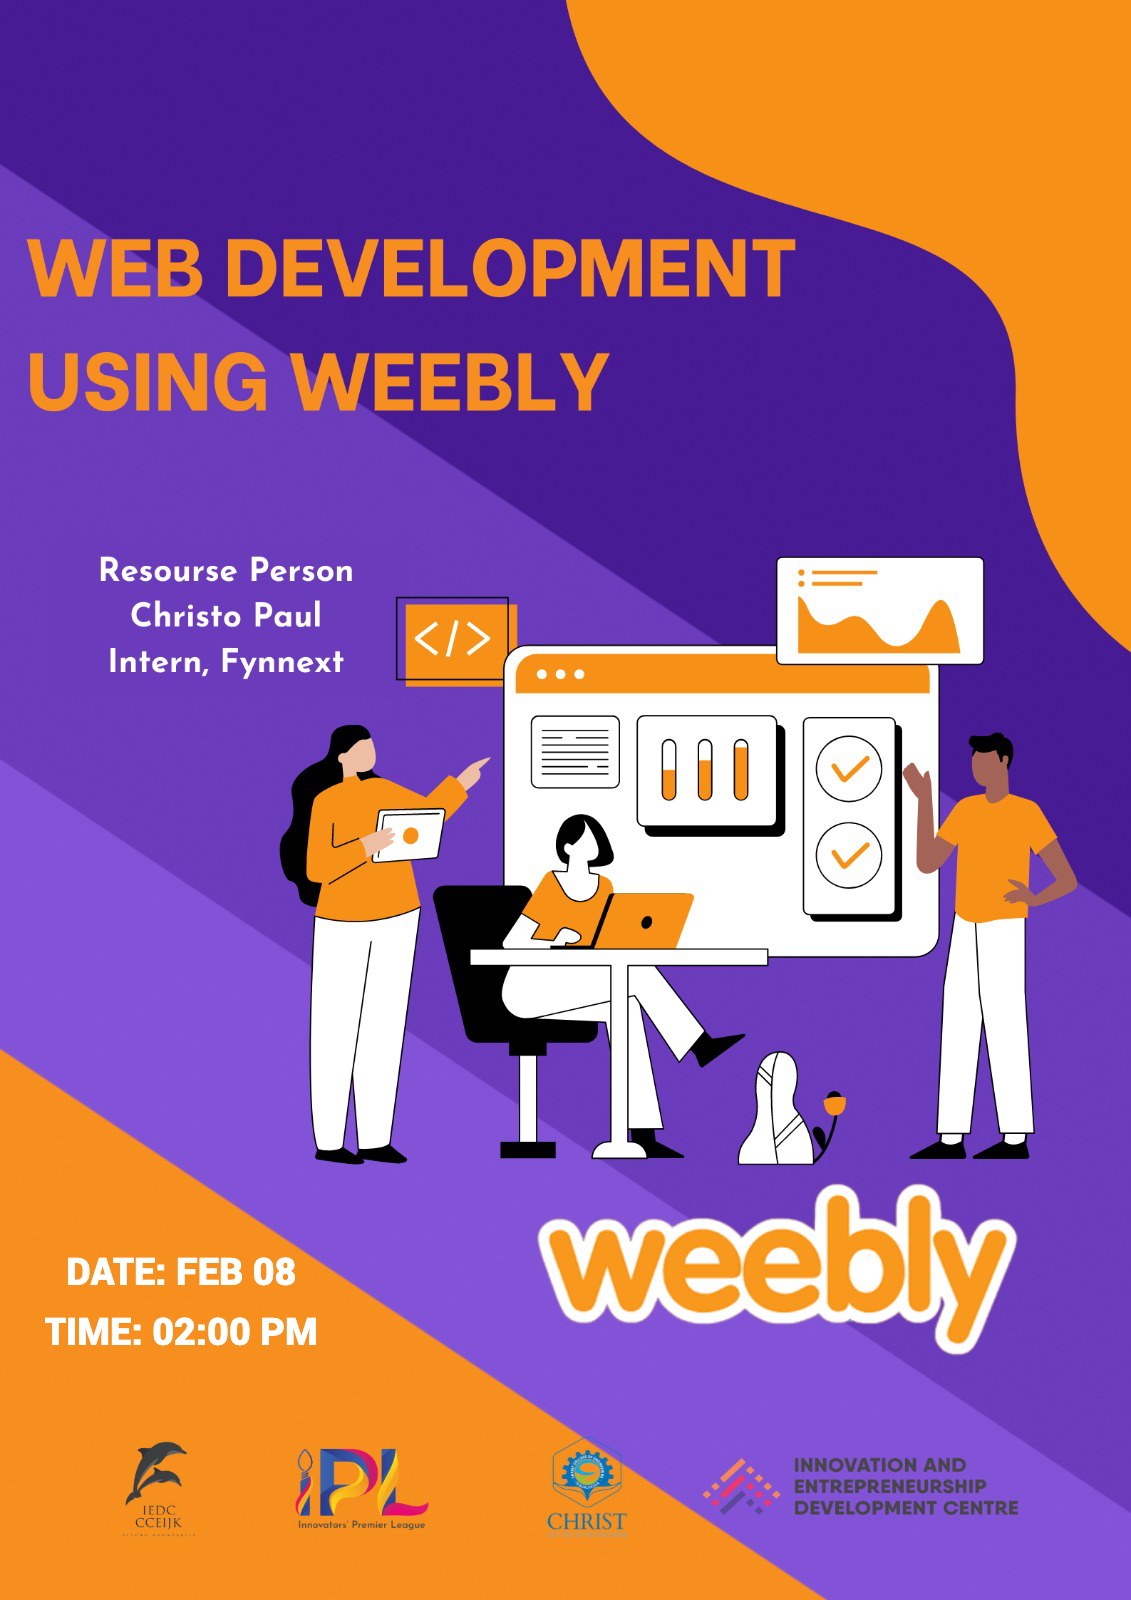 WEB DEVELOPMENT
USING WEEBLY
Resourse Person
Christo Paul
Intern, Fynnext
</>
weebly
DATE: FEB 08
TIME: 02:00 PM
IEDC
CCEIJK
iPL
Innovators' Premier League
CHRIST
INNOVATION AND
ENTREPRENEURSHIP
DEVELOPMENT CENTRE